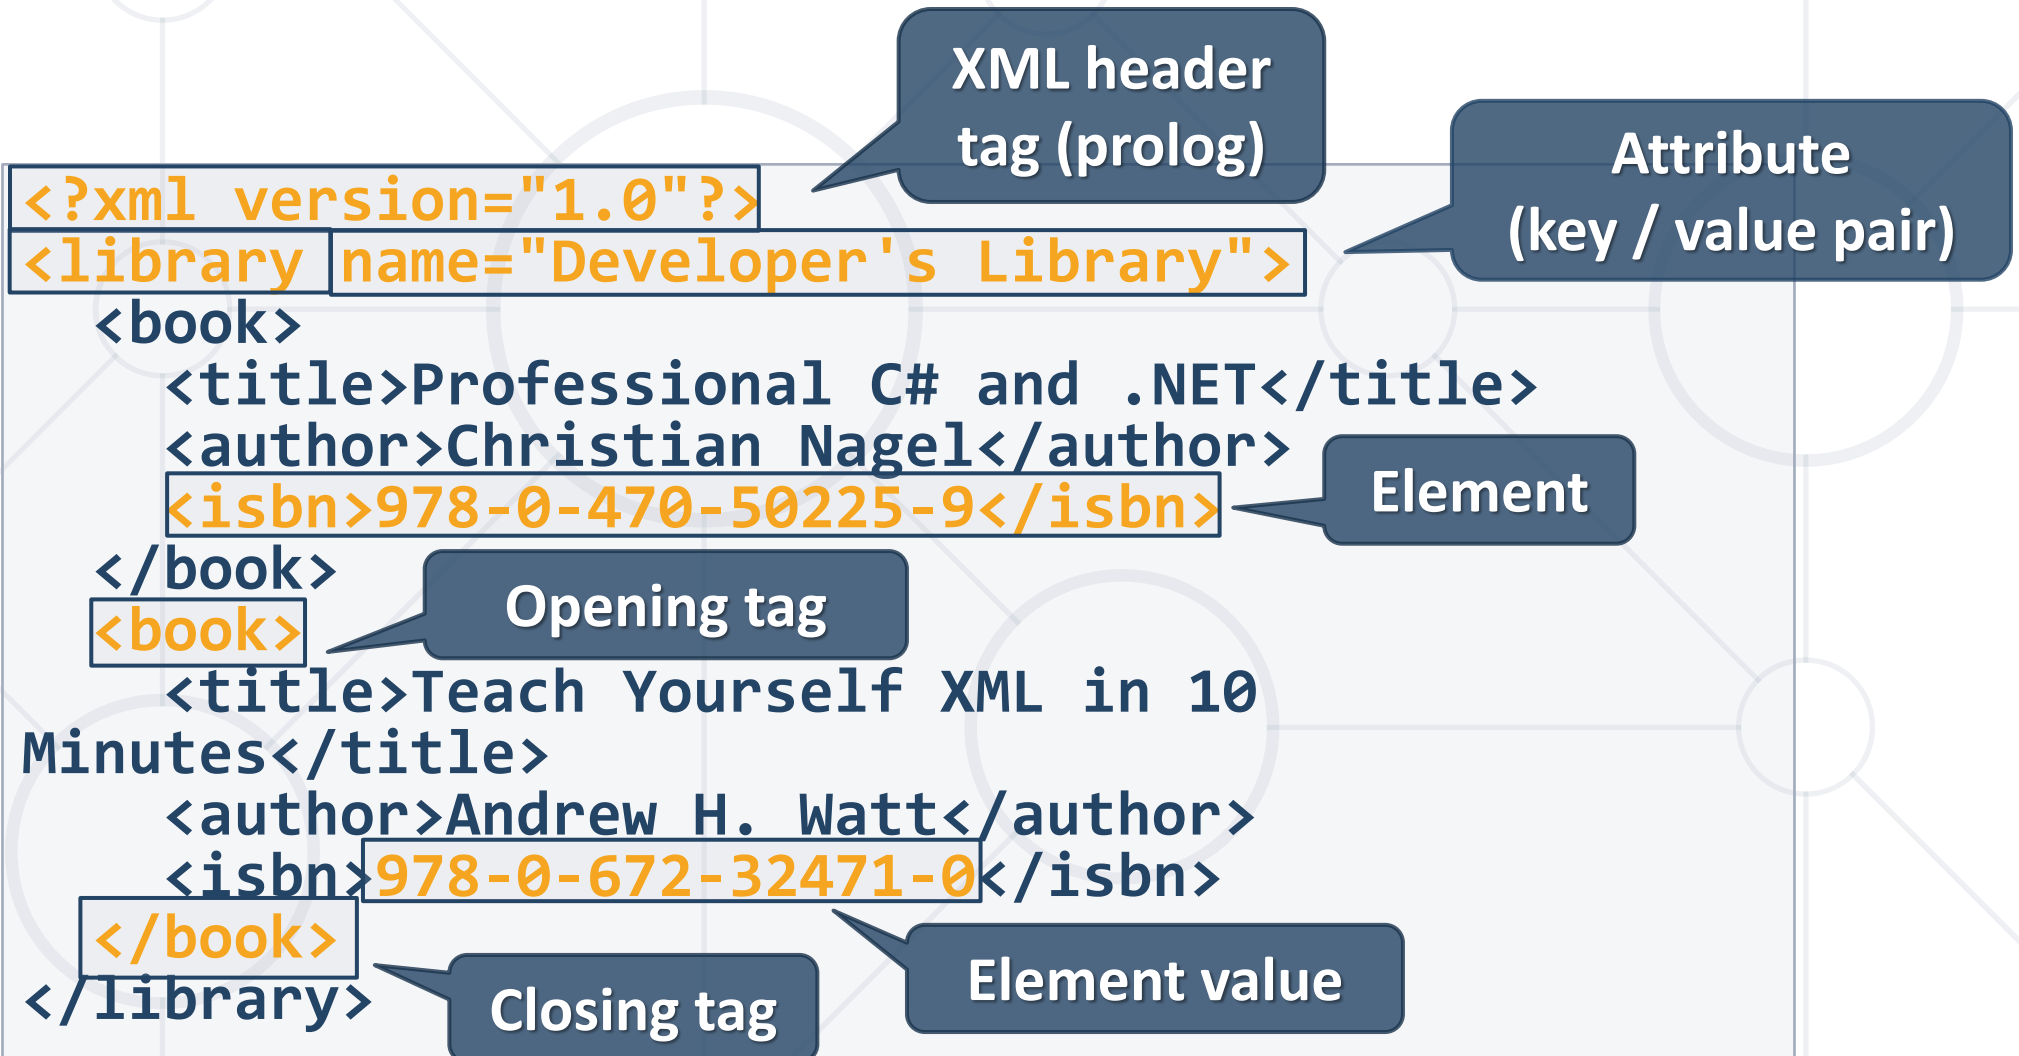 XML header
tag (prolog)
Attribute
(key / value pair)
<?xml version="1.0"?>
<library name="Developer's Library">
<book>
<title>Professional C# and .NET</title>
<author>Christian Nagel</author>
<isbn>978-0-470-50225-9</isbn>
Element
</book>
Opening tag
<book>
<title>Teach Yourself XML in 10
Minutes</title>
<author>Andrew H. Watt</author>
<isbn>978-0-672-32471-0</isbn>
</book>
Element value
</library>
Closing tag